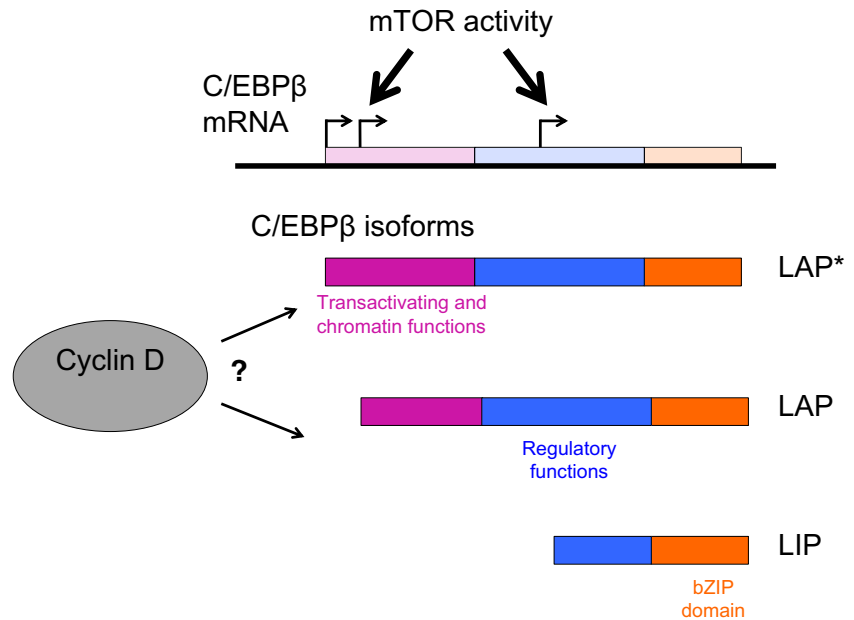 mTOR activity
C/EBPβ
mRNA
C/EBPβ isoforms
LAP*
Transactivating and
chromatin functions
Cyclin D
?
LAP
Regulatory
functions
LIP
bZIP
domain